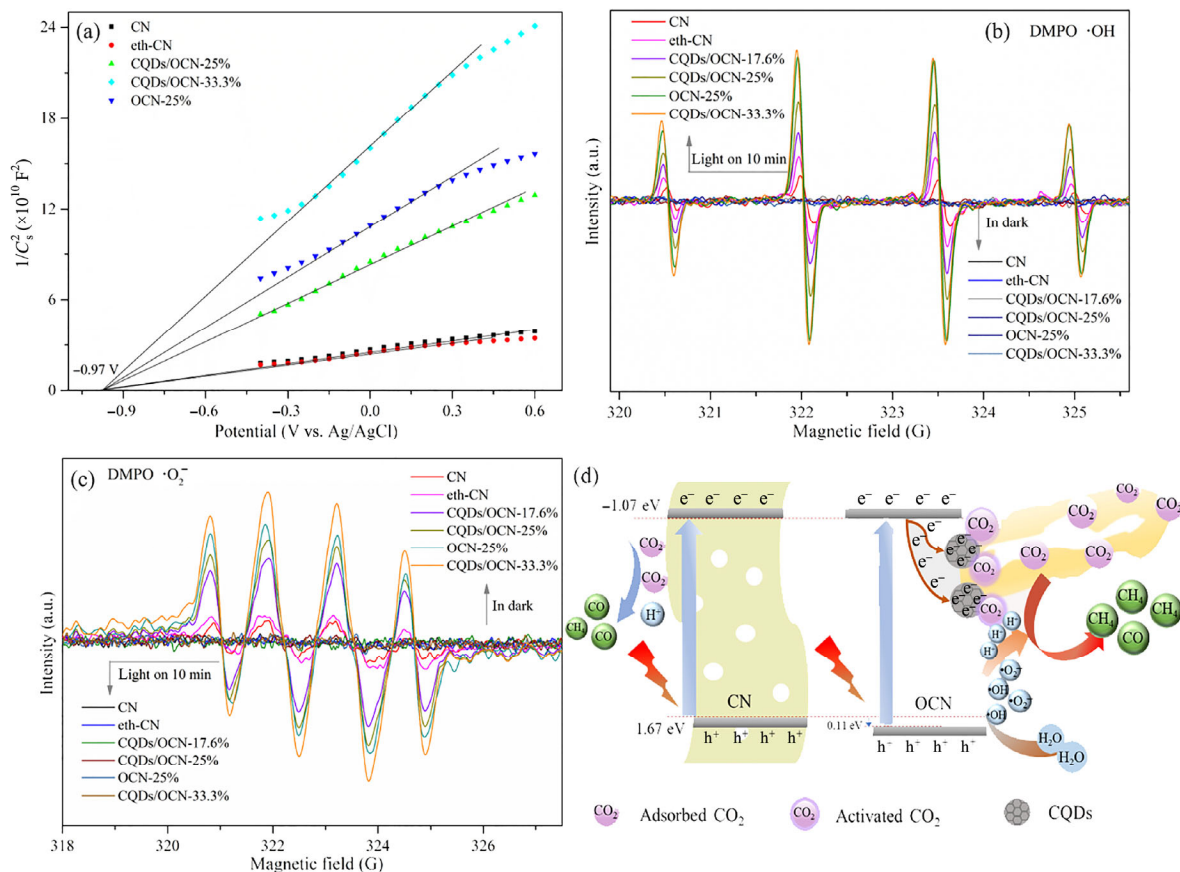 (a)
CN
eth-CN
CQDs/OCN-25%
CQDs/OCN-33.3%
OCN-25%
24
18
12
6
0
1/C_s^2 (×10^10 F^2)
−0.97 V
−0.9 −0.6 −0.3 0.0 0.3 0.6
Potential (V vs. Ag/AgCl)
(b) DMPO ·OH
CN
eth-CN
CQDs/OCN-17.6%
CQDs/OCN-25%
OCN-25%
CQDs/OCN-33.3%
Light on 10 min
In dark
CN
eth-CN
CQDs/OCN-17.6%
CQDs/OCN-25%
OCN-25%
CQDs/OCN-33.3%
Intensity (a.u.)
320 321 322 323 324 325
Magnetic field (G)
(c) DMPO ·O2−
CN
eth-CN
CQDs/OCN-17.6%
CQDs/OCN-25%
OCN-25%
CQDs/OCN-33.3%
In dark
Light on 10 min
CN
eth-CN
CQDs/OCN-17.6%
CQDs/OCN-25%
OCN-25%
CQDs/OCN-33.3%
Intensity (a.u.)
318 320 322 324 326
Magnetic field (G)
(d)
e− e− e− e−
−1.07 eV
CO2
CO2
H+
CO
CH4
CO
CN
1.67 eV
h+ h+ h+ h+
e− e− e− e−
e−
e−
e−
e−
e− e− e− e− e−
e− e− e− e− e−
CO2
CO2
CO2
CO2
CO2
CO2
CO2
CO2
H+
H+
H+
CH4
CH4
CH4
CO
·O2−
·OH
·O2−
·OH
OCN
0.11 eV
h− h+ h+ h+
H2O
H2O
CO2 Adsorbed CO2
CO2 Activated CO2
CQDs